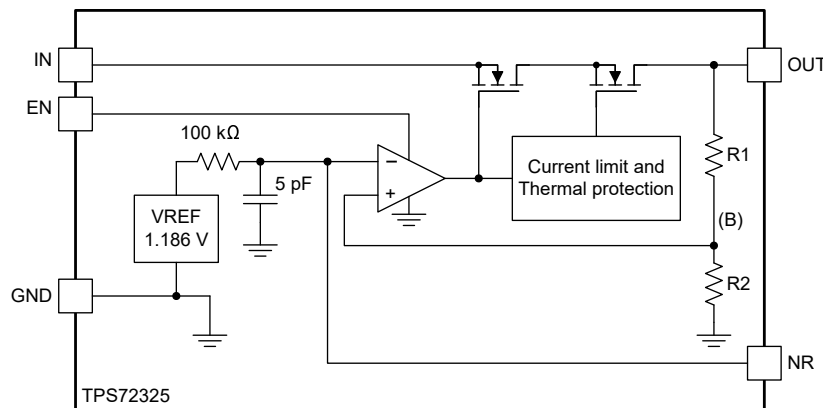 IN
OUT
EN
100 kΩ
R1
5 pF
−
+
Current limit and
Thermal protection
VREF
1.186 V
(B)
R2
GND
NR
TPS72325